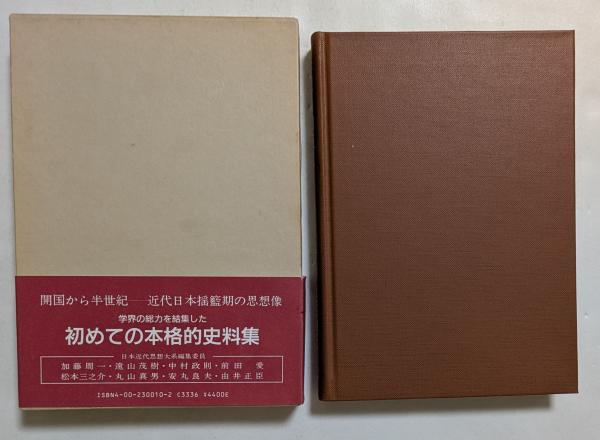 開国から半世紀——近代日本揺籃期の思想像
学界の総力を結集した
初めての本格的史料集
日本近代思想大系編集委員
加藤周一・遠山茂樹・中村政則・前田 愛
松本三之介・丸山真男・安丸良夫・由井正臣
ISBN4-00-230010-2 C3336 ¥4400E